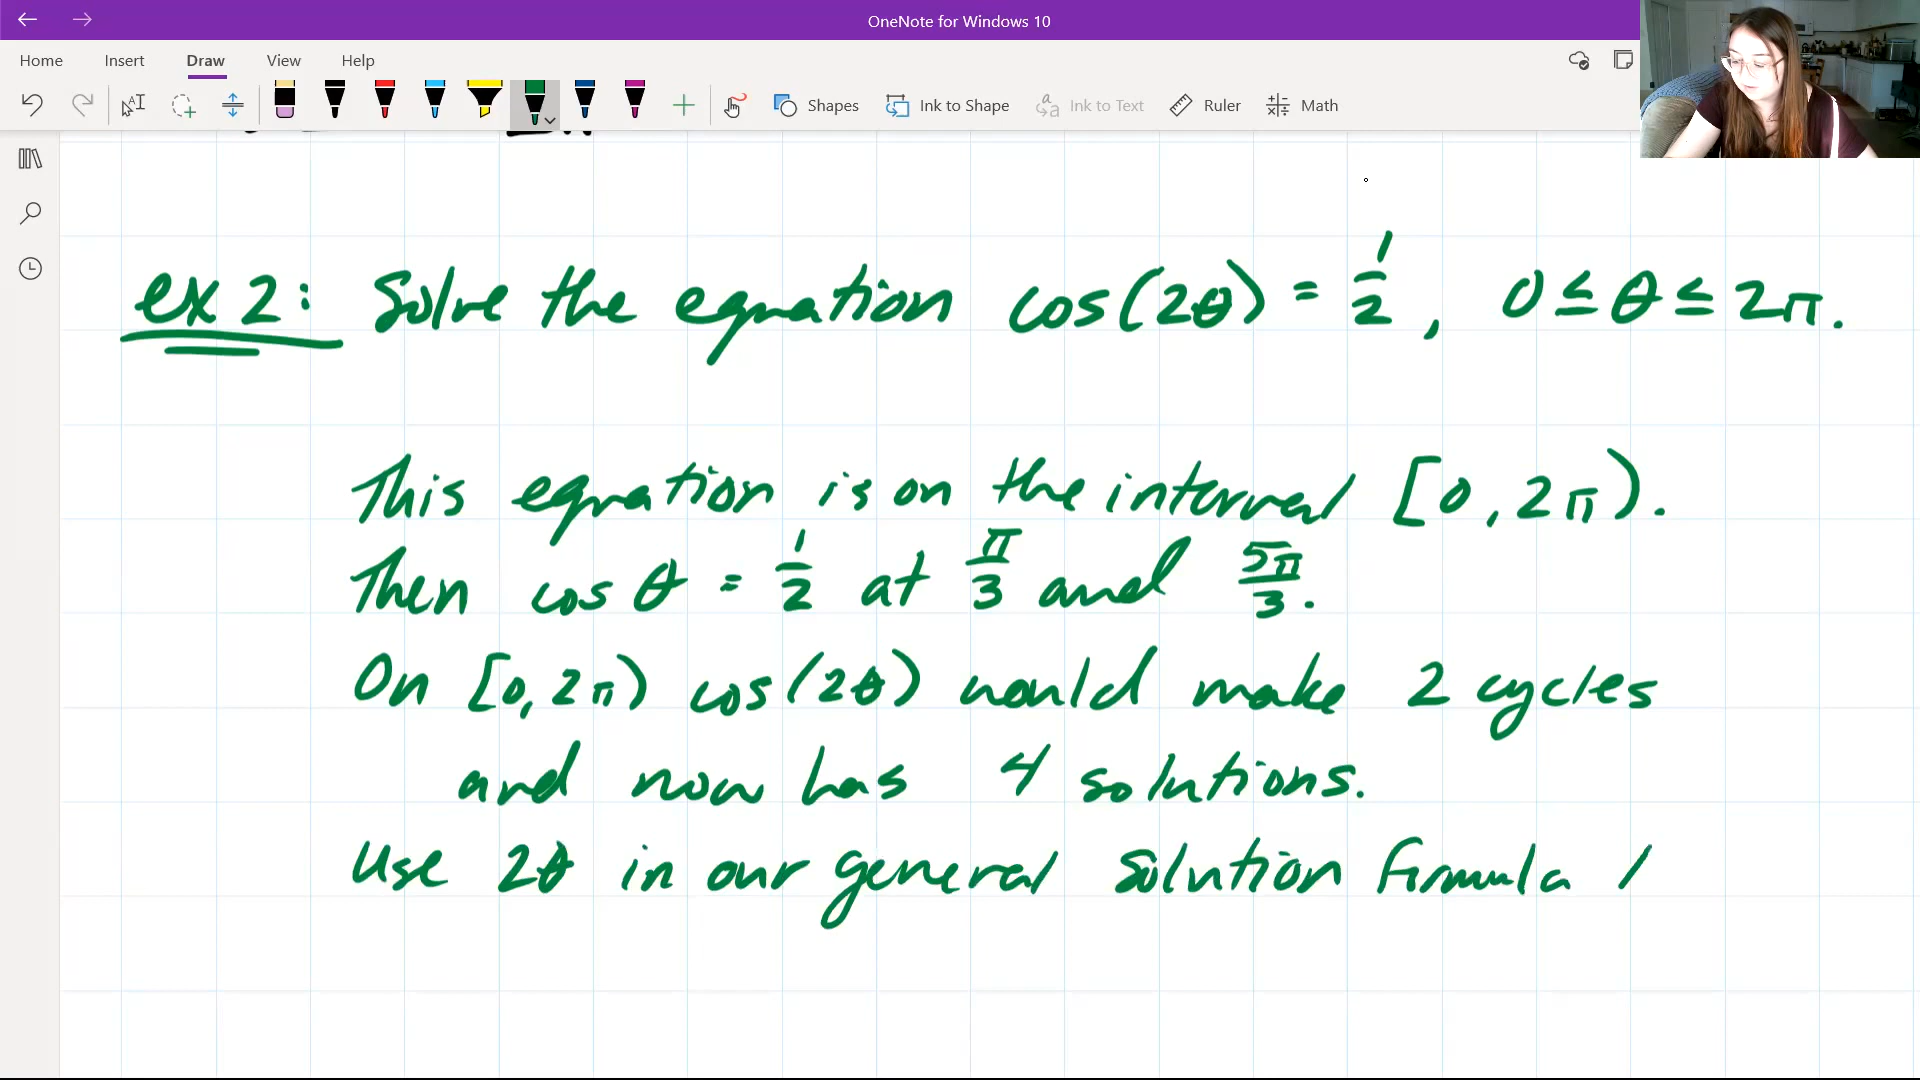 OneNote for Windows 10
Home Insert Draw View Help
Shapes Ink to Shape Ink to Text Ruler Math
ex 2: Solve the equation cos(2θ) = 1/2, 0 ≤ θ ≤ 2π.
This equation is on the interval [0, 2π).
Then cos θ = 1/2 at π/3 and 5π/3.
On [0, 2π) cos(2θ) would make 2 cycles
and now has 4 solutions.
Use 2θ in our general solution formula